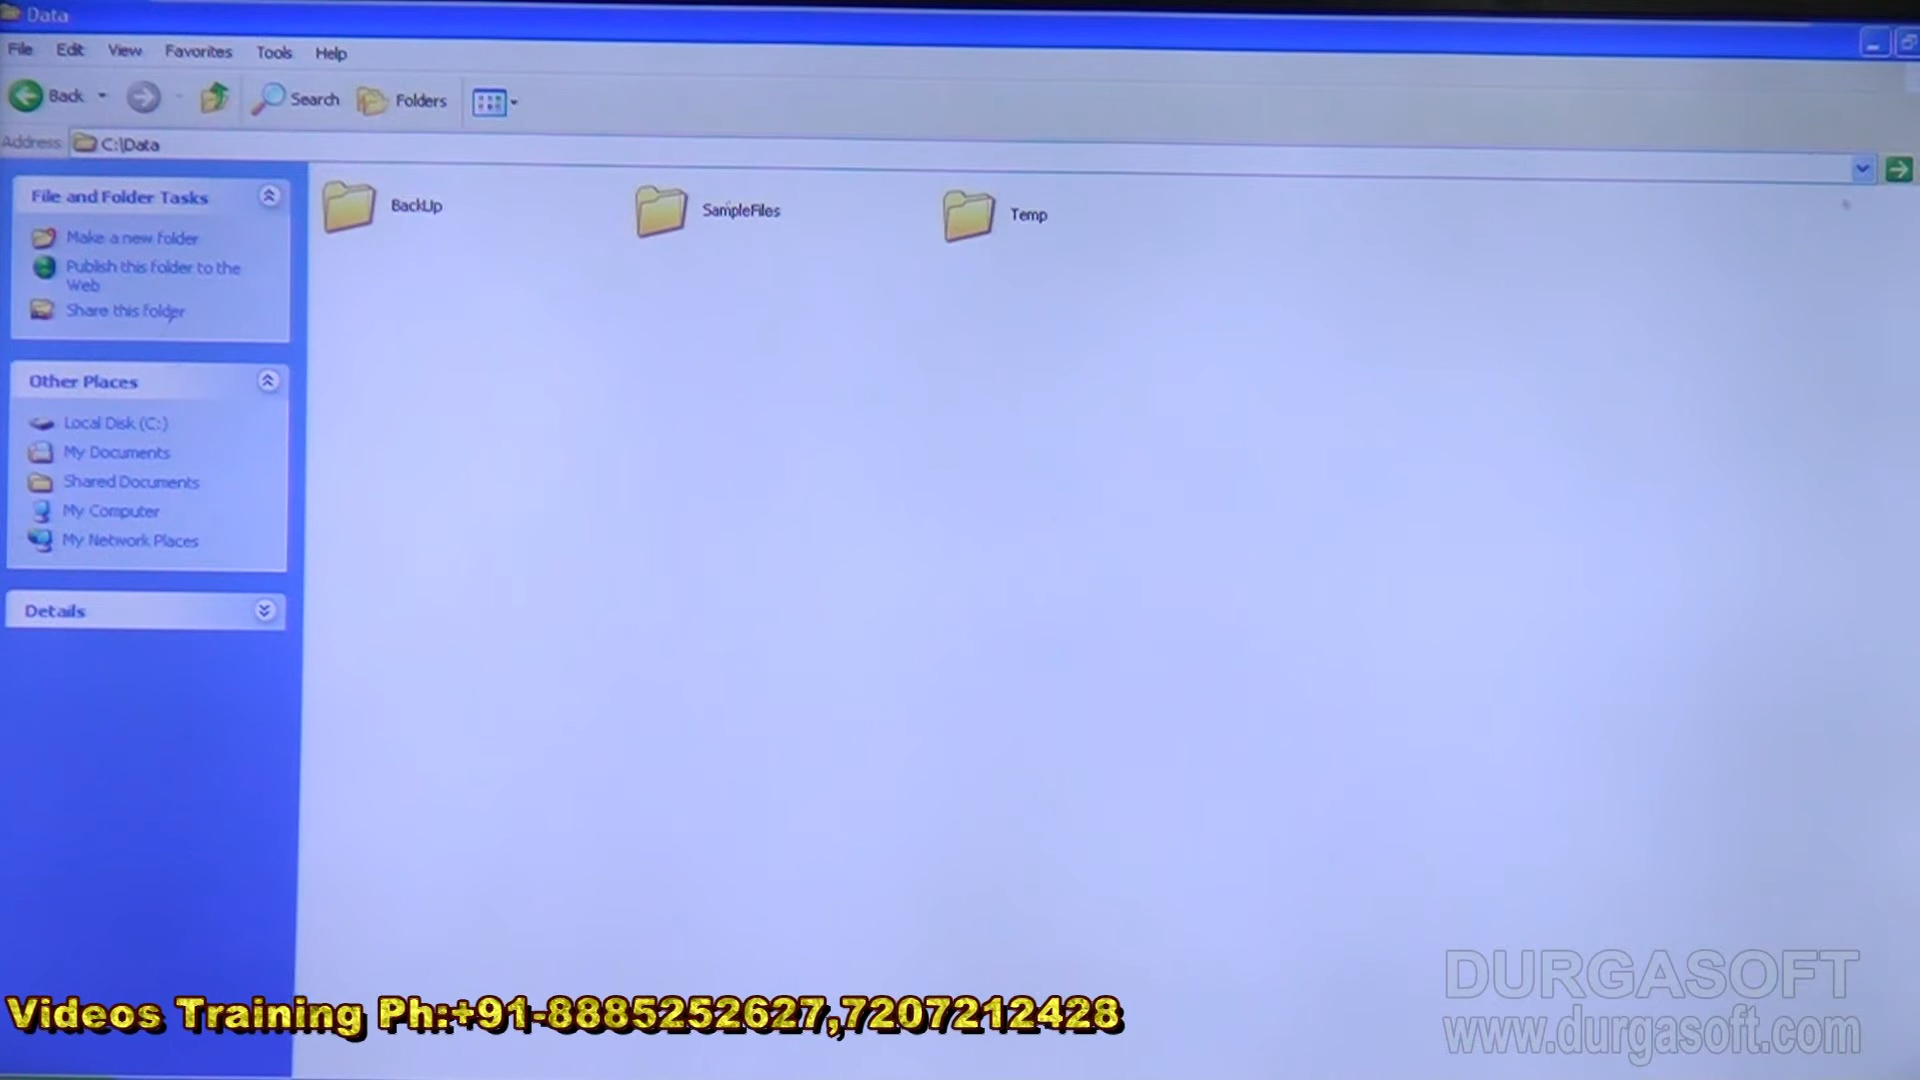 Data
File Edit View Favorites Tools Help
Back Search Folders
Address C:\Data
File and Folder Tasks
Make a new folder
Publish this folder to the
Web
Share this folder
Other Places
Local Disk (C:)
My Documents
Shared Documents
My Computer
My Network Places
Details
BackUp
SampleFiles
Temp
Videos Training Ph:+91-8885252627,7207212428
DURGASOFT
www.durgasoft.com